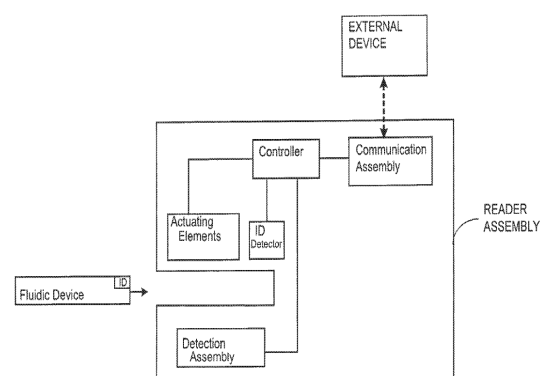 EXTERNAL
DEVICE
Controller
Communication
Assembly
Actuating
Elements
ID
Detector
READER
ASSEMBLY
ID
Fluidic Device
Detection
Assembly